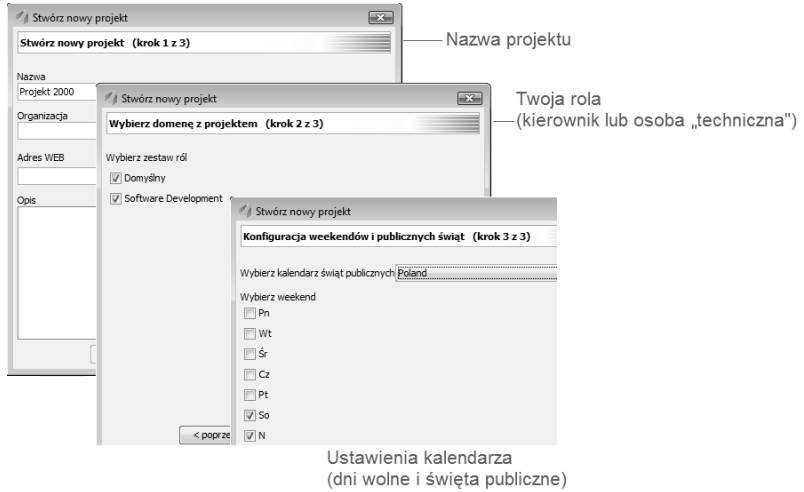 Stwórz nowy projekt
Stwórz nowy projekt (krok 1 z 3)
Nazwa projektu
Nazwa
Projekt 2000
Organizacja
Adres WEB
Opis
Stwórz nowy projekt
Wybierz domenę z projektem (krok 2 z 3)
Twoja rola
(kierownik lub osoba „techniczna")
Wybierz zestaw ról
Domyślny
Software Development
< poprze
Stwórz nowy projekt
Konfiguracja weekendów i publicznych świąt (krok 3 z 3)
Wybierz kalendarz świąt publicznych Poland
Wybierz weekend
Pn
Wt
Śr
Cz
Pt
So
N
Ustawienia kalendarza
(dni wolne i święta publiczne)